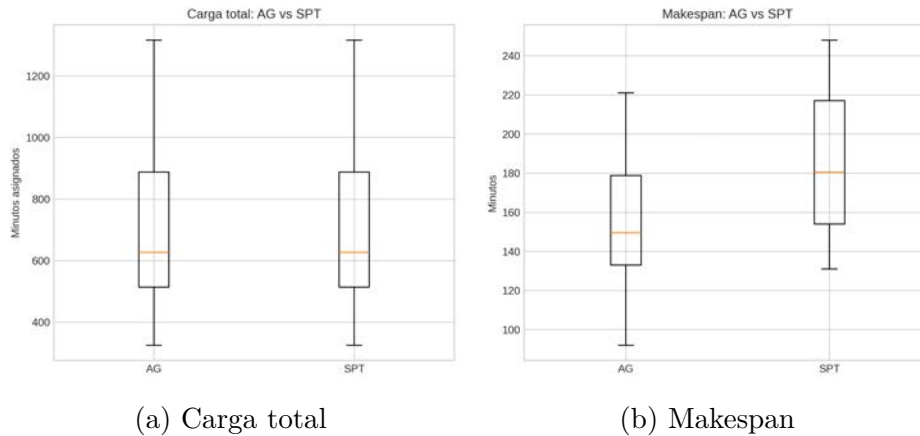 Carga total: AG vs SPT
1200
1000
800
600
400
Minutos asignados
AG
SPT
(a) Carga total
Makespan: AG vs SPT
240
220
200
180
160
140
120
100
Minutos
AG
SPT
(b) Makespan